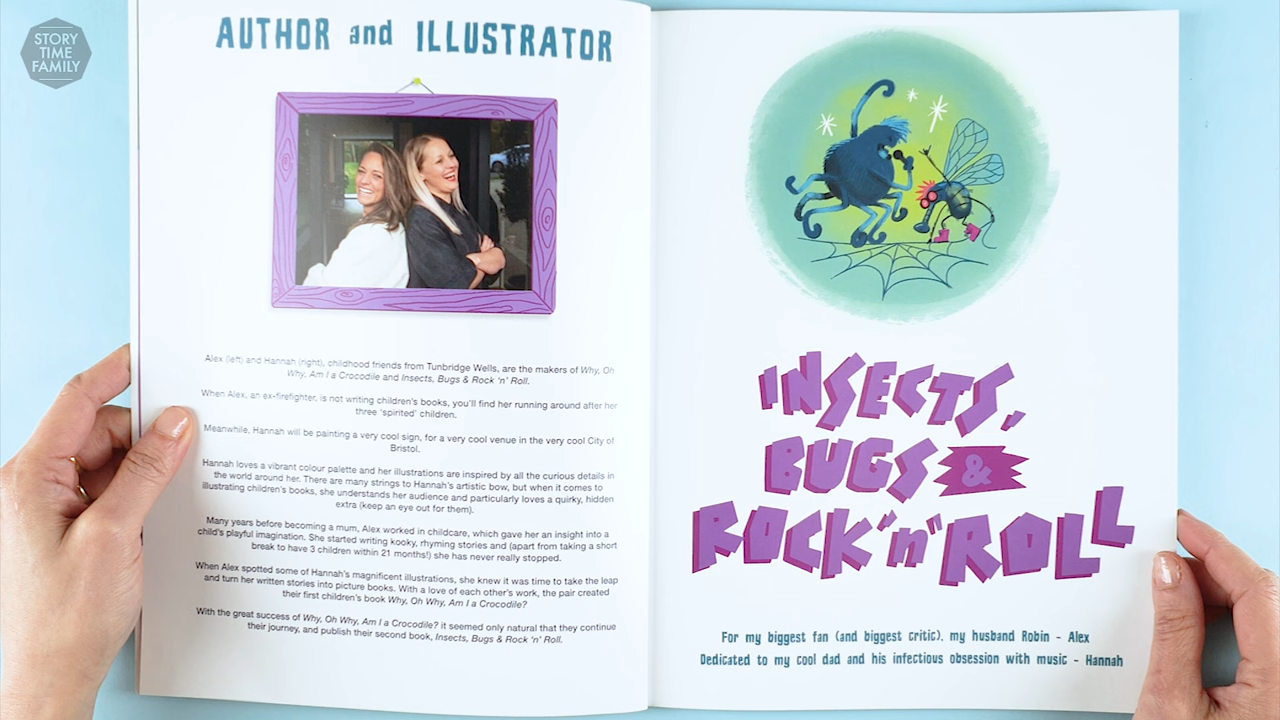 STORY
TIME
FAMILY
AUTHOR and ILLUSTRATOR
Alex (left) and Hannah (right), childhood friends from Tunbridge Wells, are the makers of Why, Oh
Why, Am I a Crocodile and Insects, Bugs & Rock 'n' Roll.
When Alex, an ex-firefighter, is not writing children's books, you'll find her running around after her
three 'spirited' children.
Meanwhile, Hannah will be painting a very cool sign, for a very cool venue in the very cool City of
Bristol.
Hannah loves a vibrant colour palette and her illustrations are inspired by all the curious details in
the world around her. There are many strings to Hannah's artistic bow, but when it comes to
illustrating children's books, she understands her audience and particularly loves a quirky, hidden
extra (keep an eye out for them).
Many years before becoming a mum, Alex worked in childcare, which gave her an insight into a
child's playful imagination. She started writing kooky, rhyming stories and (apart from taking a short
break to have 3 children within 21 months!) she has never really stopped.
When Alex spotted some of Hannah's magnificent illustrations, she knew it was time to take the leap
and turn her written stories into picture books. With a love of each other's work, the pair created
their first children's book Why, Oh Why, Am I a Crocodile?
With the great success of Why, Oh Why, Am I a Crocodile? it seemed only natural that they continue
their journey, and publish their second book, Insects, Bugs & Rock 'n' Roll.
INSECTS,
BUGS &
ROCK 'n' ROLL
For my biggest fan (and biggest critic), my husband Robin - Alex
Dedicated to my cool dad and his infectious obsession with music - Hannah